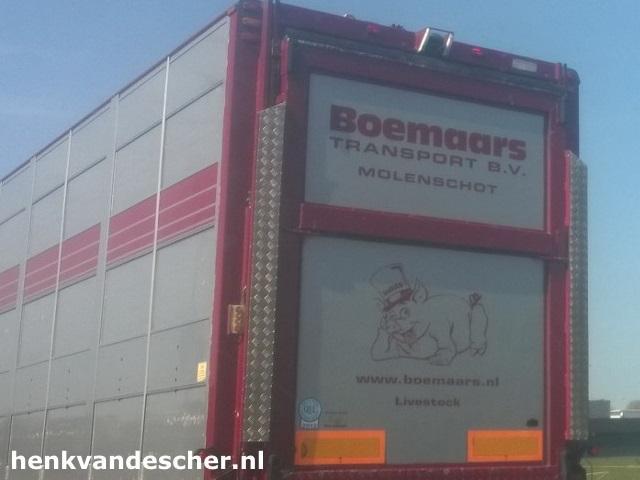 Boemaars
TRANSPORT B.V.
MOLENSCHOT
www.boemaars.nl
Livestock
henkvandescher.nl